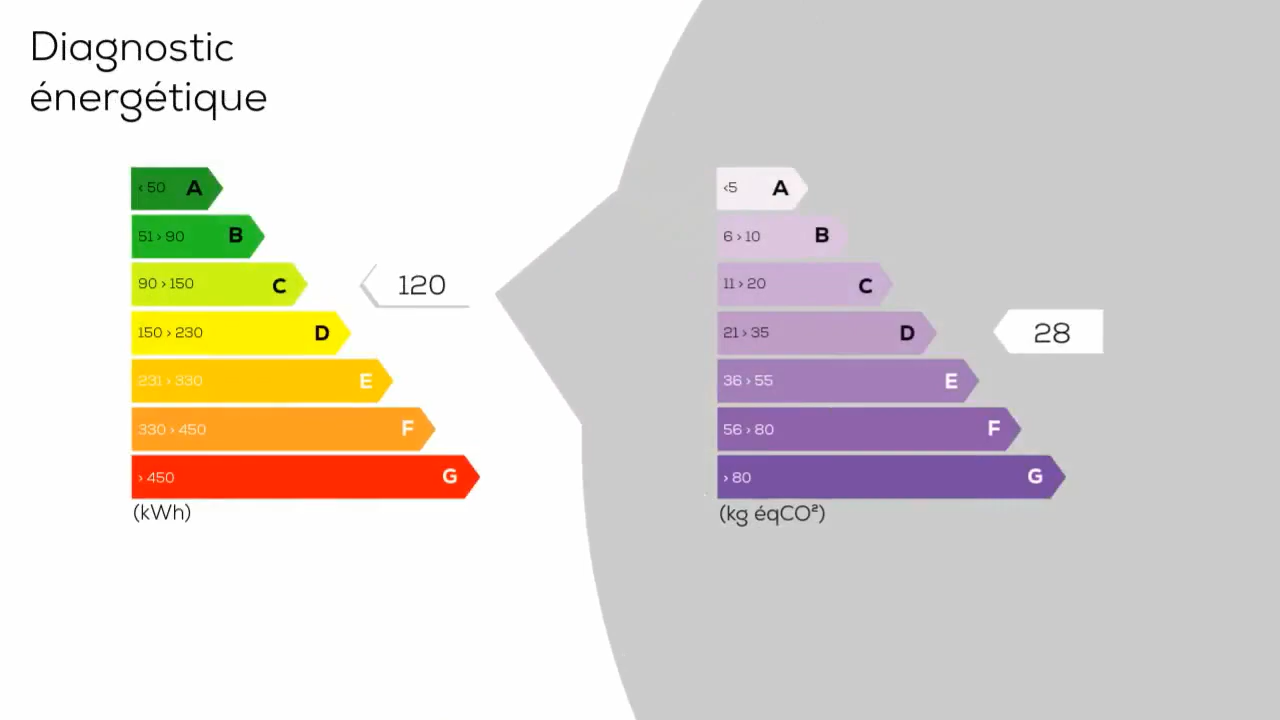 Diagnostic
énergétique
< 50 A
51 > 90 B
90 > 150 C
150 > 230 D
231 > 330 E
330 > 450 F
> 450 G
(kWh)
120
<5 A
6 > 10 B
11 > 20 C
21 > 35 D
36 > 55 E
56 > 80 F
> 80 G
(kg éqCO²)
28